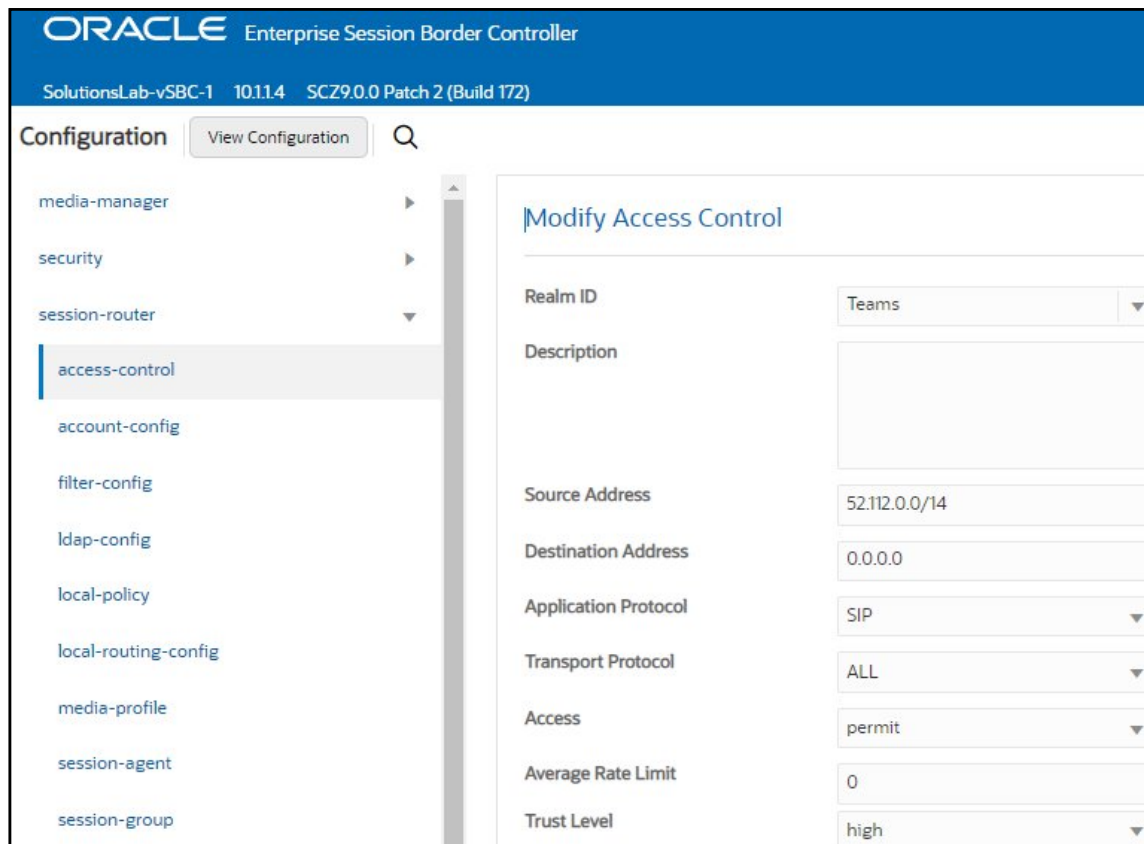 ORACLE Enterprise Session Border Controller
SolutionsLab-vSBC-1 10.1.1.4 SCZ9.0.0 Patch 2 (Build 172)
Configuration View Configuration
media-manager
security
session-router
access-control
account-config
filter-config
ldap-config
local-policy
local-routing-config
media-profile
session-agent
session-group
Modify Access Control
Realm ID Teams
Description
Source Address 52.112.0.0/14
Destination Address 0.0.0.0
Application Protocol SIP
Transport Protocol ALL
Access permit
Average Rate Limit 0
Trust Level high